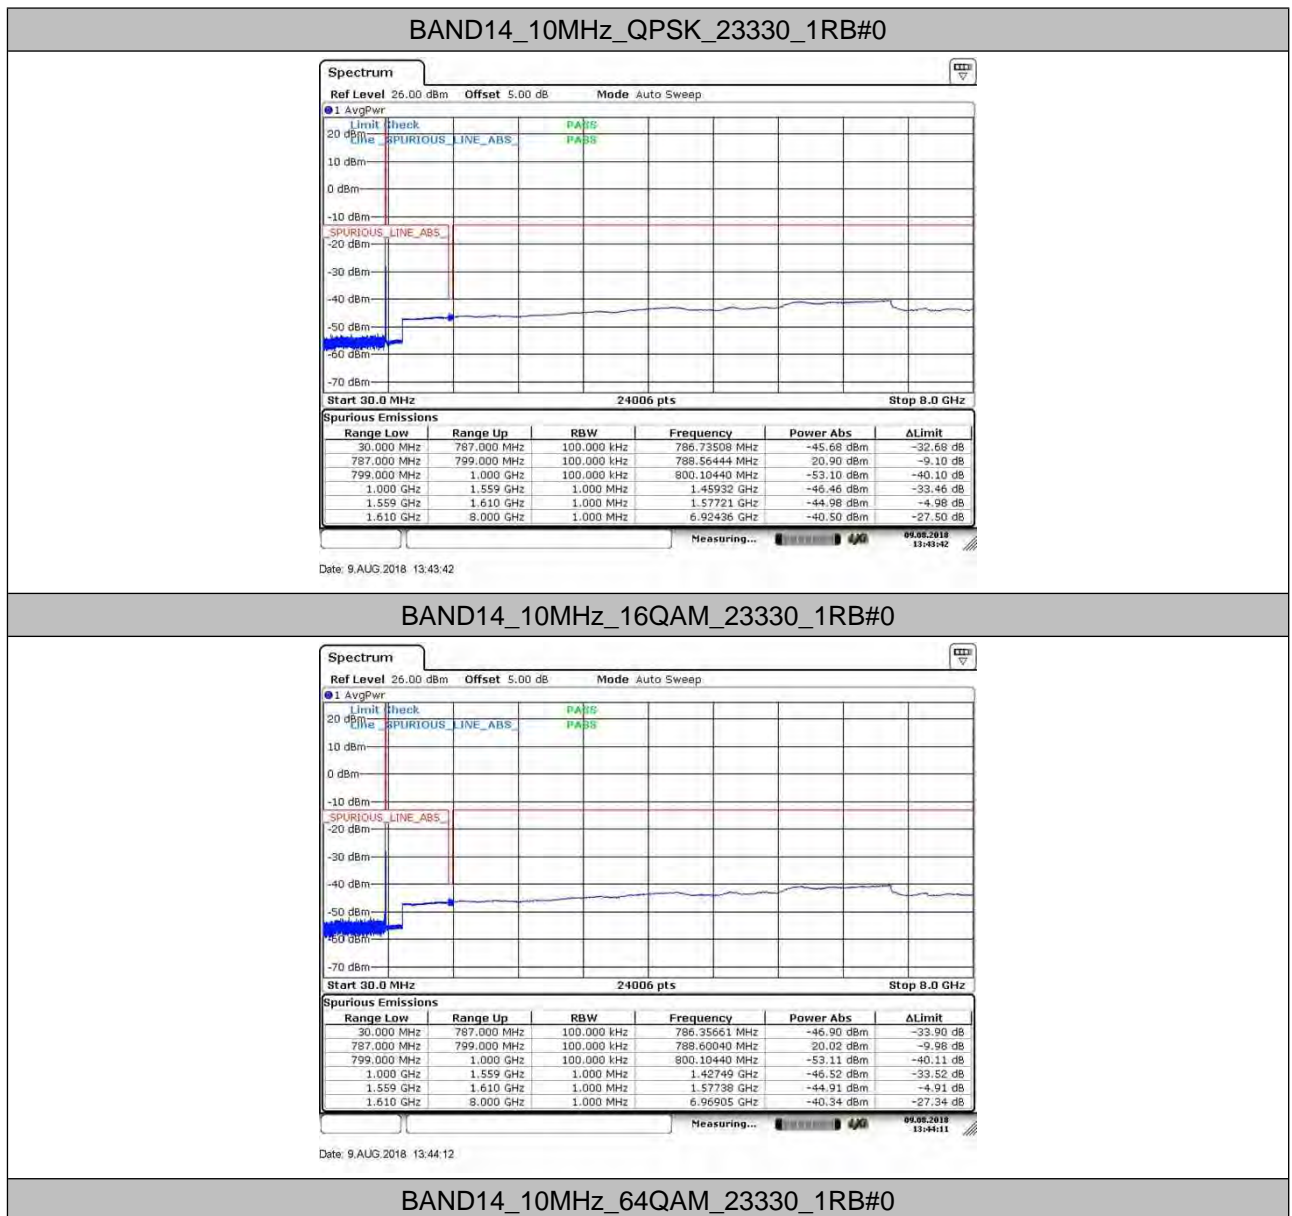 BAND14_10MHz_QPSK_23330_1RB#0
Spectrum
Ref Level 26.00 dBm Offset 5.00 dB Mode Auto Sweep
1 AvgPwr
Limit Check PASS
20 dBm
Line _SPURIOUS_LINE_ABS_ PASS
10 dBm
0 dBm
-10 dBm
_SPURIOUS_LINE_ABS_
-20 dBm
-30 dBm
-40 dBm
-50 dBm
-60 dBm
-70 dBm
Start 30.0 MHz 24006 pts Stop 8.0 GHz
Spurious Emissions
Range Low Range Up RBW Frequency Power Abs ΔLimit
30.000 MHz 787.000 MHz 100.000 kHz 786.73508 MHz -45.68 dBm -32.68 dB
787.000 MHz 799.000 MHz 100.000 kHz 788.56444 MHz 20.90 dBm -9.10 dB
799.000 MHz 1.000 GHz 100.000 kHz 800.10440 MHz -53.10 dBm -40.10 dB
1.000 GHz 1.559 GHz 1.000 MHz 1.45932 GHz -46.46 dBm -33.46 dB
1.559 GHz 1.610 GHz 1.000 MHz 1.57721 GHz -44.98 dBm -4.98 dB
1.610 GHz 8.000 GHz 1.000 MHz 6.92436 GHz -40.50 dBm -27.50 dB
Measuring... 09.08.2018
13:43:42
Date: 9.AUG.2018 13:43:42
BAND14_10MHz_16QAM_23330_1RB#0
Spectrum
Ref Level 26.00 dBm Offset 5.00 dB Mode Auto Sweep
1 AvgPwr
Limit Check PASS
20 dBm
Line _SPURIOUS_LINE_ABS_ PASS
10 dBm
0 dBm
-10 dBm
_SPURIOUS_LINE_ABS_
-20 dBm
-30 dBm
-40 dBm
-50 dBm
-60 dBm
-70 dBm
Start 30.0 MHz 24006 pts Stop 8.0 GHz
Spurious Emissions
Range Low Range Up RBW Frequency Power Abs ΔLimit
30.000 MHz 787.000 MHz 100.000 kHz 786.35661 MHz -46.90 dBm -33.90 dB
787.000 MHz 799.000 MHz 100.000 kHz 788.60040 MHz 20.02 dBm -9.98 dB
799.000 MHz 1.000 GHz 100.000 kHz 800.10440 MHz -53.11 dBm -40.11 dB
1.000 GHz 1.559 GHz 1.000 MHz 1.42749 GHz -46.52 dBm -33.52 dB
1.559 GHz 1.610 GHz 1.000 MHz 1.57738 GHz -44.91 dBm -4.91 dB
1.610 GHz 8.000 GHz 1.000 MHz 6.96905 GHz -40.34 dBm -27.34 dB
Measuring... 09.08.2018
13:44:11
Date: 9.AUG.2018 13:44:12
BAND14_10MHz_64QAM_23330_1RB#0